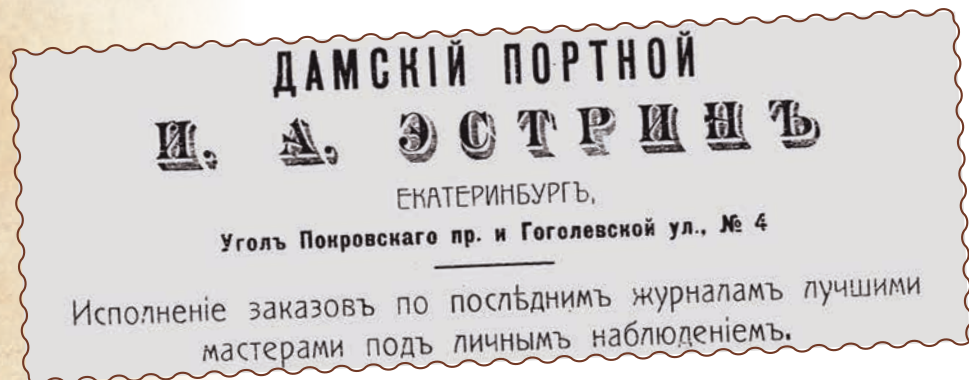 ДАМСКІЙ ПОРТНОЙ
И. А. ЭСТРИНЪ
ЕКАТЕРИНБУРГЪ,
Уголъ Покровскаго пр. и Гоголевской ул., № 4
Исполненіе заказовъ по послѣднимъ журналамъ лучшими
мастерами подъ личнымъ наблюденіемъ.